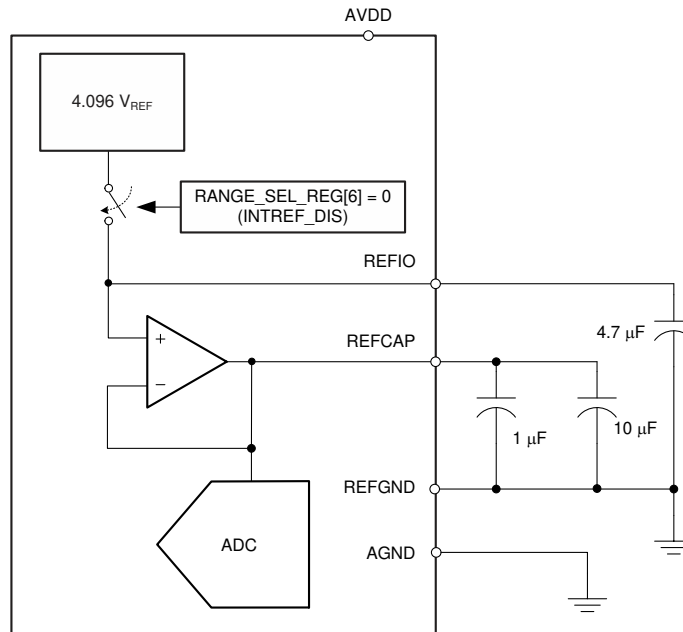 AVDD
4.096 V_REF
RANGE_SEL_REG[6] = 0
(INTREF_DIS)
REFIO
4.7 μF
+
REFCAP
−
1 μF
10 μF
REFGND
ADC
AGND